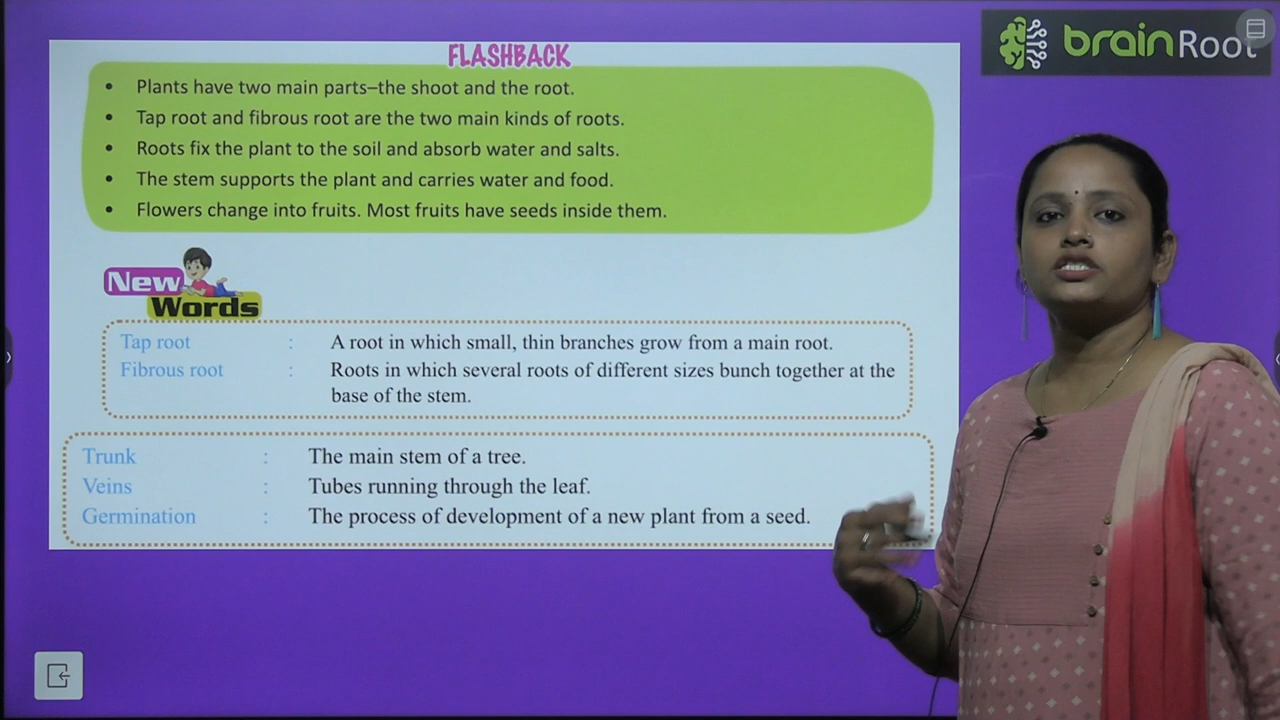 FLASHBACK
brainRoot
• Plants have two main parts–the shoot and the root.
• Tap root and fibrous root are the two main kinds of roots.
• Roots fix the plant to the soil and absorb water and salts.
• The stem supports the plant and carries water and food.
• Flowers change into fruits. Most fruits have seeds inside them.
New
Words
Tap root : A root in which small, thin branches grow from a main root.
Fibrous root : Roots in which several roots of different sizes bunch together at the
base of the stem.
Trunk : The main stem of a tree.
Veins : Tubes running through the leaf.
Germination : The process of development of a new plant from a seed.